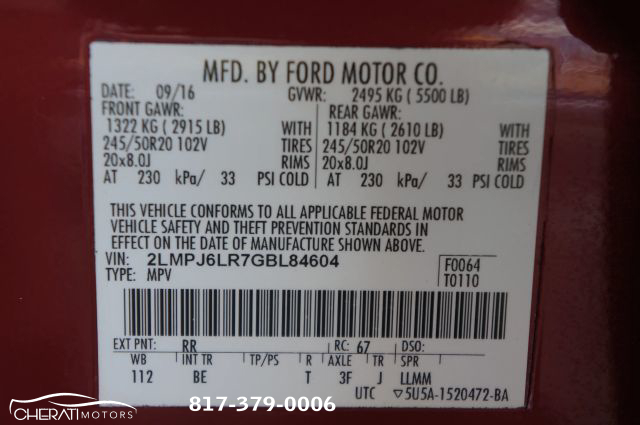 MFD. BY FORD MOTOR CO.
DATE: 09/16 GVWR: 2495 KG ( 5500 LB)
FRONT GAWR: REAR GAWR:
1322 KG ( 2915 LB) WITH 1184 KG ( 2610 LB) WITH
245/50R20 102V TIRES 245/50R20 102V TIRES
20x8.0J RIMS 20x8.0J RIMS
AT 230 kPa/ 33 PSI COLD AT 230 kPa/ 33 PSI COLD
THIS VEHICLE CONFORMS TO ALL APPLICABLE FEDERAL MOTOR
VEHICLE SAFETY AND THEFT PREVENTION STANDARDS IN
EFFECT ON THE DATE OF MANUFACTURE SHOWN ABOVE.
VIN: 2LMPJ6LR7GBL84604 F0064
TYPE: MPV T0110
EXT PNT: RR RC: 67 DSO:
WB INT TR TP/PS R AXLE TR SPR
112 BE T 3F J LLMM
UTC ▽5U5A-1520472-BA
CHERATI MOTORS 817-379-0006